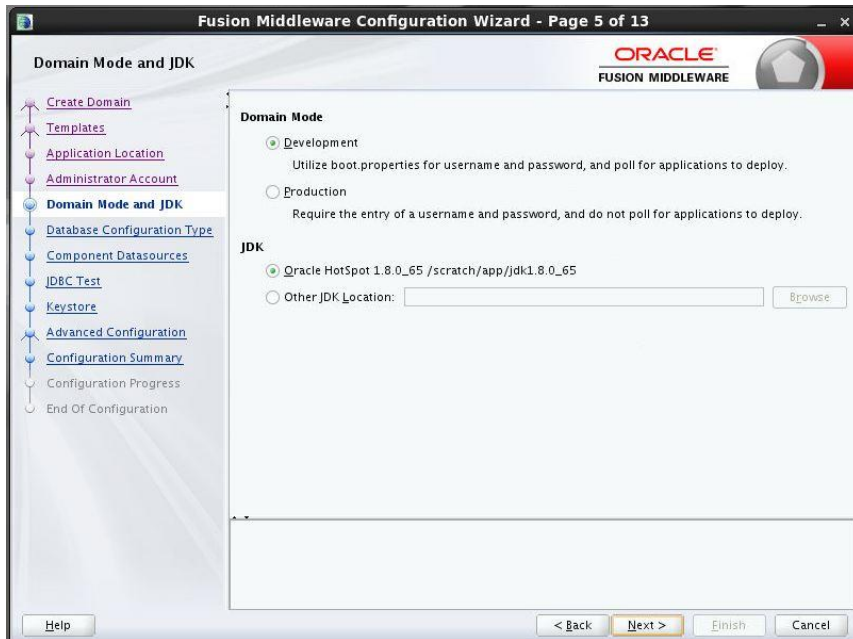 Fusion Middleware Configuration Wizard - Page 5 of 13
Domain Mode and JDK
ORACLE
FUSION MIDDLEWARE
Create Domain
Templates
Application Location
Administrator Account
Domain Mode and JDK
Database Configuration Type
Component Datasources
JDBC Test
Keystore
Advanced Configuration
Configuration Summary
Configuration Progress
End Of Configuration
Domain Mode
Development
Utilize boot.properties for username and password, and poll for applications to deploy.
Production
Require the entry of a username and password, and do not poll for applications to deploy.
JDK
Oracle HotSpot 1.8.0_65 /scratch/app/jdk1.8.0_65
Other JDK Location:
Browse
Help
< Back
Next >
Finish
Cancel